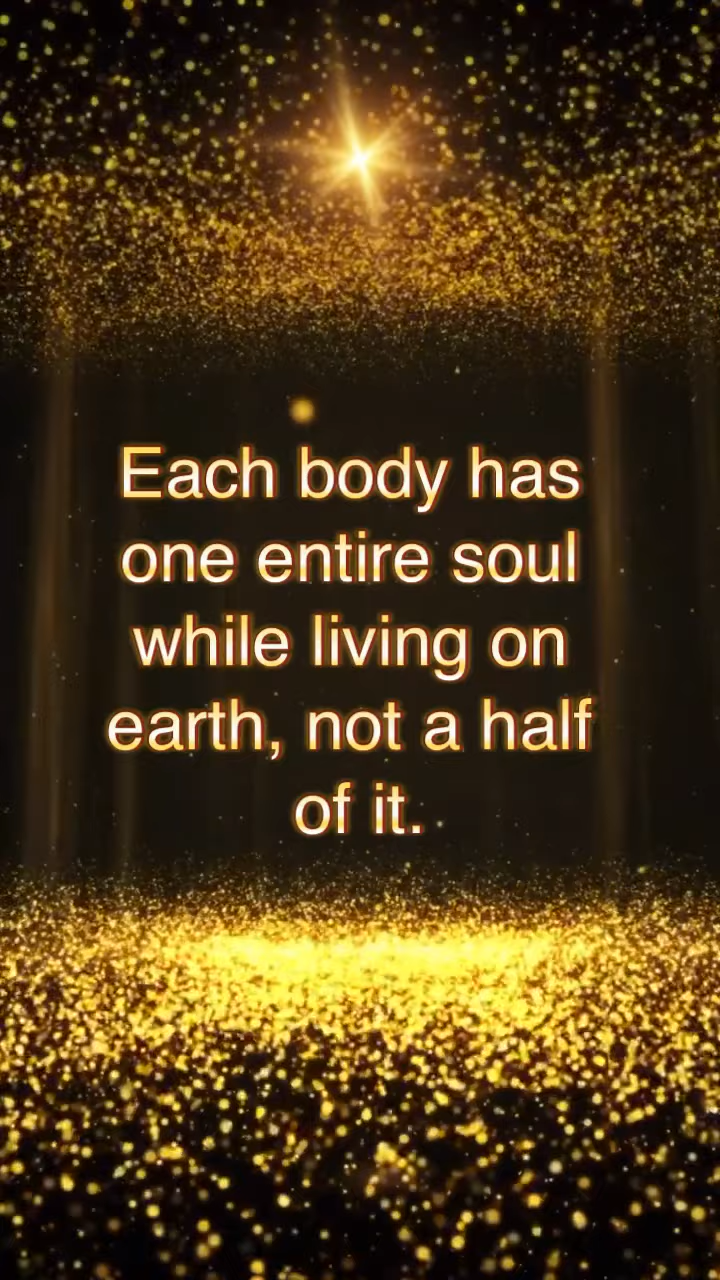 Each body has
one entire soul
while living on
earth, not a half
of it.